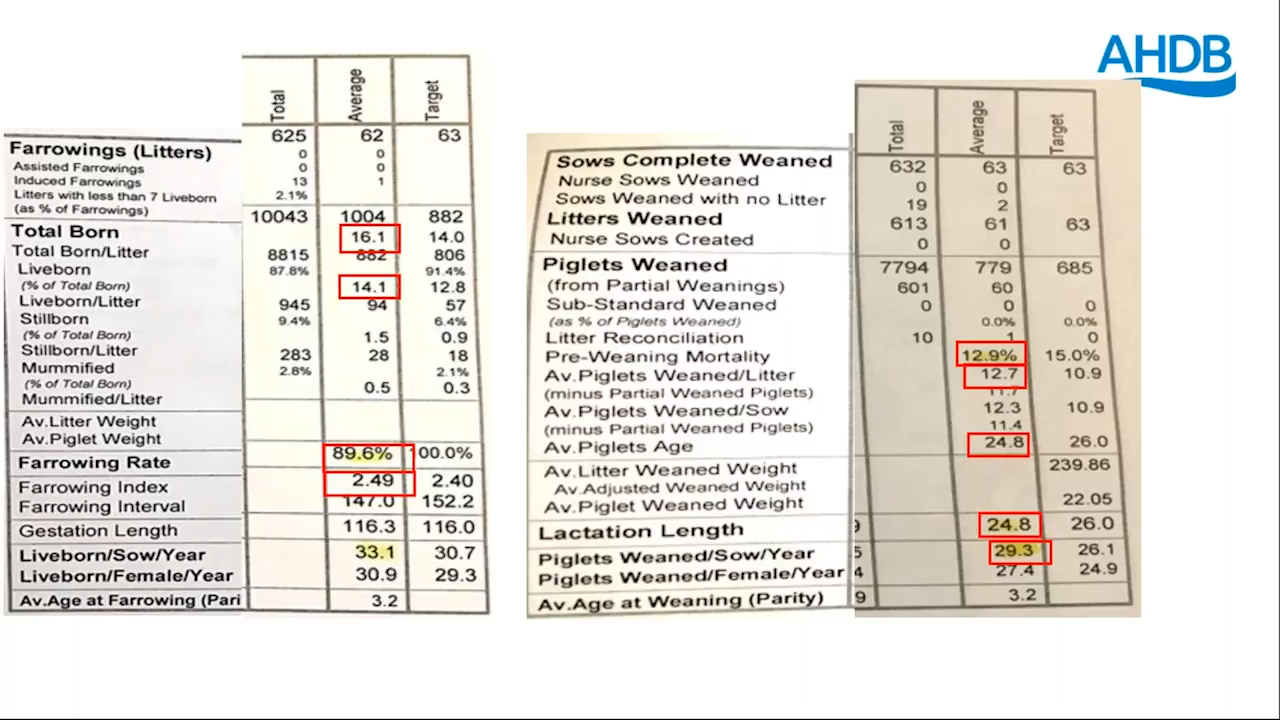 AHDB
Total Average Target
Farrowings (Litters) 625 62 63
Assisted Farrowings 0 0
Induced Farrowings 0 0
Litters with less than 7 Liveborn 13 1
(as % of Farrowings) 2.1%
Total Born 10043 1004 882
Total Born/Litter 16.1 14.0
Liveborn 8815 882 806
(% of Total Born) 87.8% 91.4%
Liveborn/Litter 14.1 12.8
Stillborn 945 94 57
(% of Total Born) 9.4% 6.4%
Stillborn/Litter 1.5 0.9
Mummified 283 28 18
(% of Total Born) 2.8% 2.1%
Mummified/Litter 0.5 0.3
Av.Litter Weight
Av.Piglet Weight
Farrowing Rate 89.6% 100.0%
Farrowing Index 2.49 2.40
Farrowing Interval 147.0 152.2
Gestation Length 116.3 116.0
Liveborn/Sow/Year 33.1 30.7
Liveborn/Female/Year 30.9 29.3
Av.Age at Farrowing (Pari 3.2
Total Average Target
Sows Complete Weaned 632 63 63
Nurse Sows Weaned 0 0
Sows Weaned with no Litter 19 2
Litters Weaned 613 61 63
Nurse Sows Created 0 0
Piglets Weaned 7794 779 685
(from Partial Weanings) 601 60
Sub-Standard Weaned 0 0 0
(as % of Piglets Weaned) 0.0% 0.0%
Litter Reconciliation 10 1 0
Pre-Weaning Mortality 12.9% 15.0%
Av.Piglets Weaned/Litter 12.7 10.9
(minus Partial Weaned Piglets) 11.7
Av.Piglets Weaned/Sow 12.3 10.9
(minus Partial Weaned Piglets) 11.4
Av.Piglets Age 24.8 26.0
Av.Litter Weaned Weight 239.86
Av.Adjusted Weaned Weight
Av.Piglet Weaned Weight 22.05
Lactation Length 9 24.8 26.0
Piglets Weaned/Sow/Year 5 29.3 26.1
Piglets Weaned/Female/Year 4 27.4 24.9
Av.Age at Weaning (Parity) 9 3.2